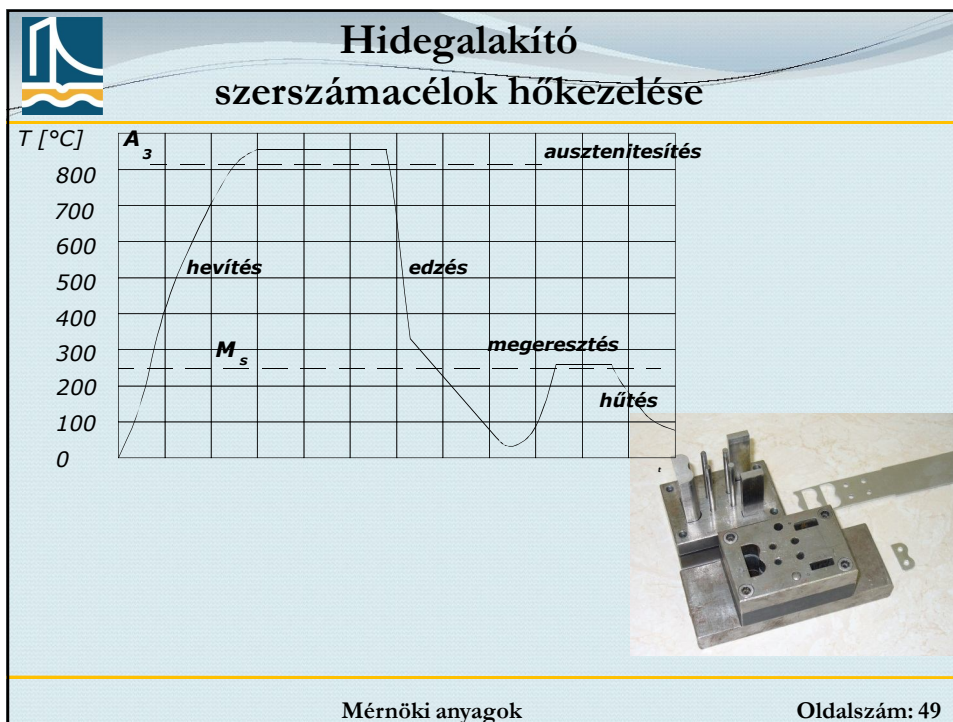 Hidegalakító
szerszámacélok hőkezelése
T [°C]
A3
ausztenitesítés
800
700
600
hevítés
edzés
500
400
300
Ms
megeresztés
200
hűtés
100
0
t
Mérnöki anyagok
Oldalszám: 49